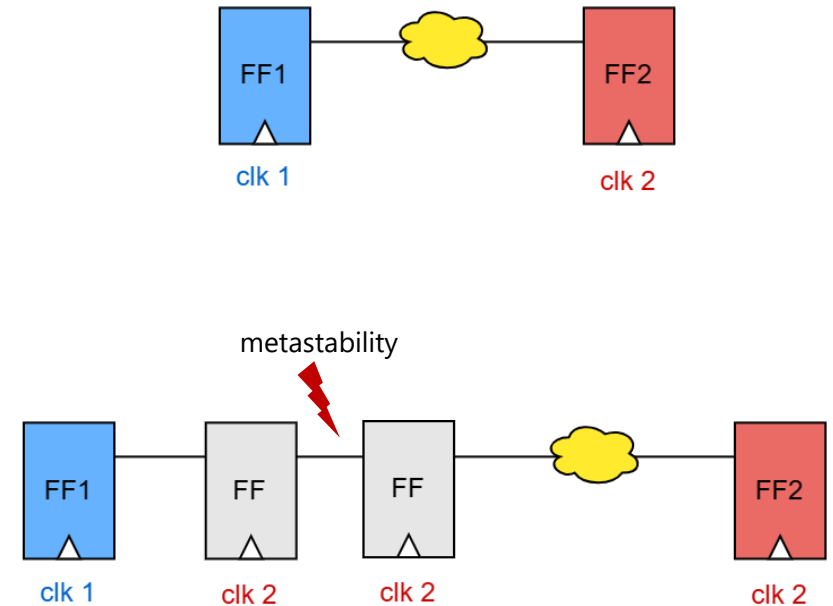 FF1
FF2
clk 1
clk 2
metastability
FF1
FF
FF
FF2
clk 1
clk 2
clk 2
clk 2